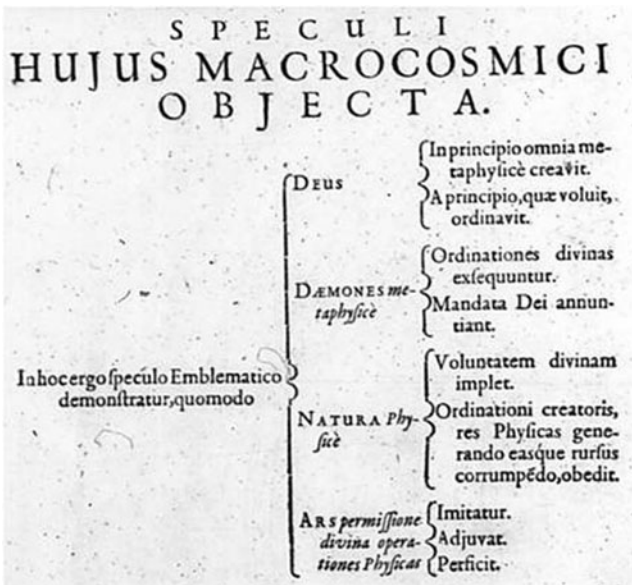 SPECULI
HUJUS MACROCOSMICI
OBJECTA.
In hoc ergo ſpeculo Emblematico
demonſtratur, quomodo
DEUS
In principio omnia me-
taphyſicè creavit.
A principio, quæ voluit,
ordinavit.
DÆMONES me-
taphyſicè
Ordinationes divinas
exſequuntur.
Mandata Dei annun-
tiant.
NATURA Phy-
ſicè
Voluntatem divinam
implet.
Ordinationi creatoris,
res Phyſicas gene-
rando easque rurſus
corrumpẽdo, obedit.
ARS permiſſione
divina opera-
tiones Phyſicas
Imitatur.
Adjuvat.
Perficit.